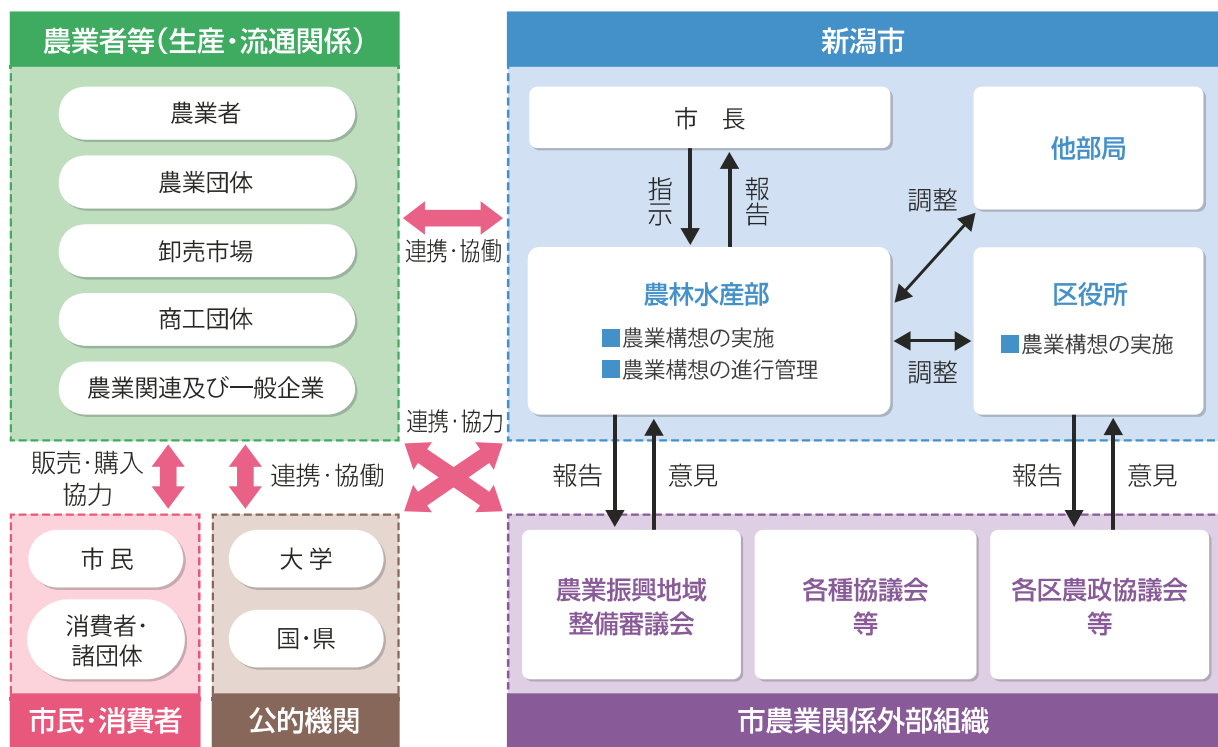 農業者等(生産・流通関係)
農業者
農業団体
卸売市場
商工団体
農業関連及び一般企業
連携・協働
新潟市
市 長
指示
報告
他部局
調整
農林水産部
■農業構想の実施
■農業構想の進行管理
区役所
■農業構想の実施
調整
連携・協力
販売・購入
協力
連携・協働
報告
意見
報告
意見
市 民
消費者・
諸団体
市民・消費者
大 学
国・県
公的機関
農業振興地域
整備審議会
各種協議会
等
各区農政協議会
等
市農業関係外部組織